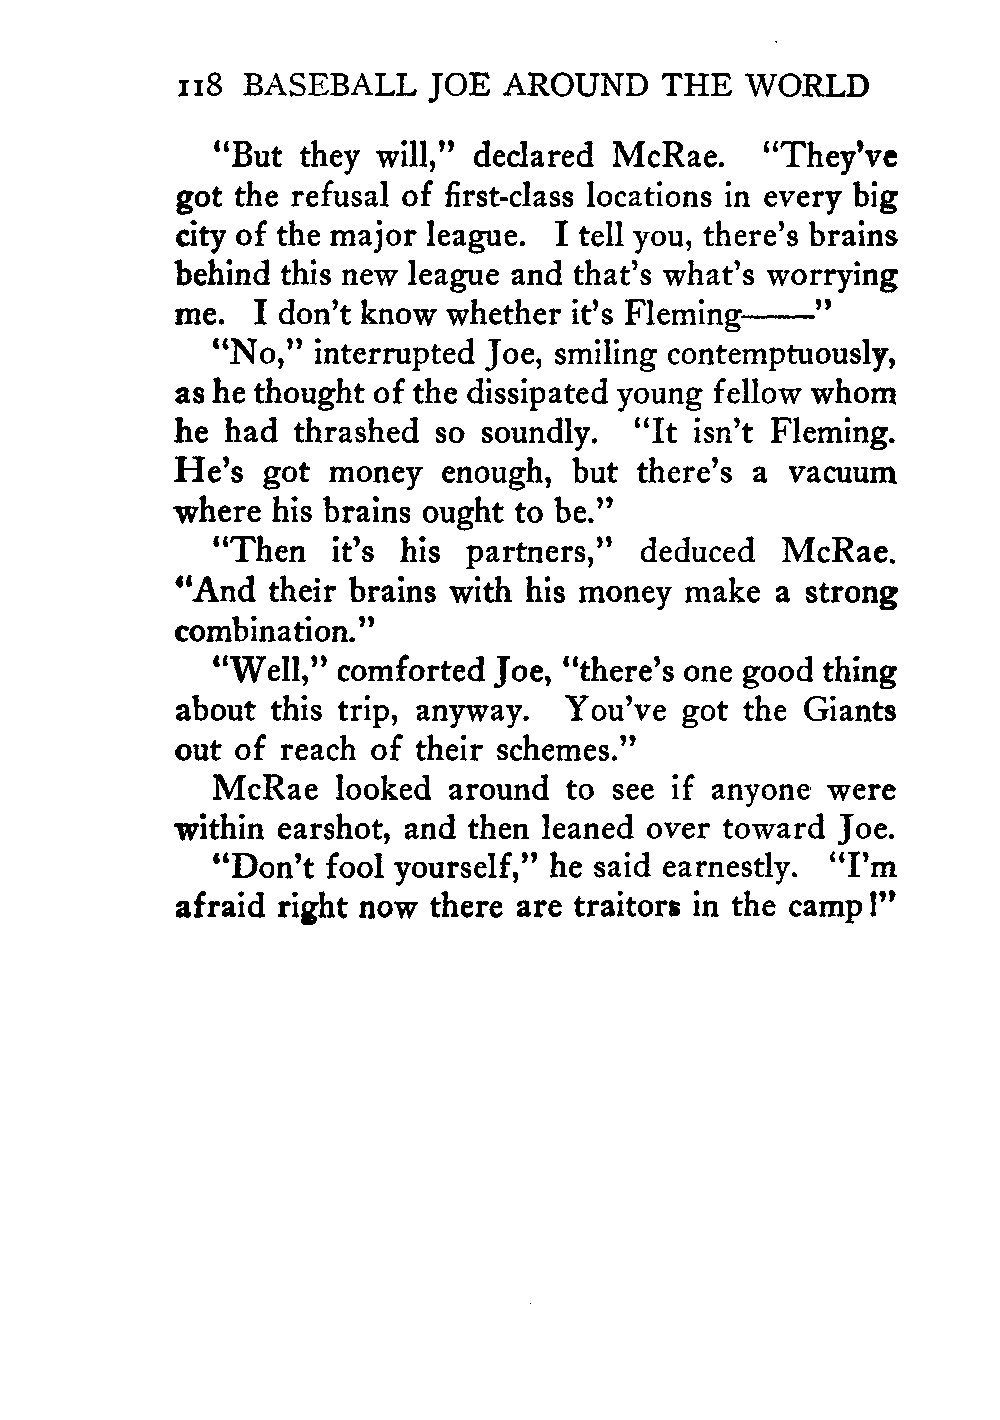 118 BASEBALL JOE AROUND THE WORLD
"But they will," declared McRae. "They've
got the refusal of first-class locations in every big
city of the major league. I tell you, there's brains
behind this new league and that's what's worrying
me. I don't know whether it's Fleming——"
"No," interrupted Joe, smiling contemptuously,
as he thought of the dissipated young fellow whom
he had thrashed so soundly. "It isn't Fleming.
He's got money enough, but there's a vacuum
where his brains ought to be."
"Then it's his partners," deduced McRae.
"And their brains with his money make a strong
combination."
"Well," comforted Joe, "there's one good thing
about this trip, anyway. You've got the Giants
out of reach of their schemes."
McRae looked around to see if anyone were
within earshot, and then leaned over toward Joe.
"Don't fool yourself," he said earnestly. "I'm
afraid right now there are traitors in the camp!"